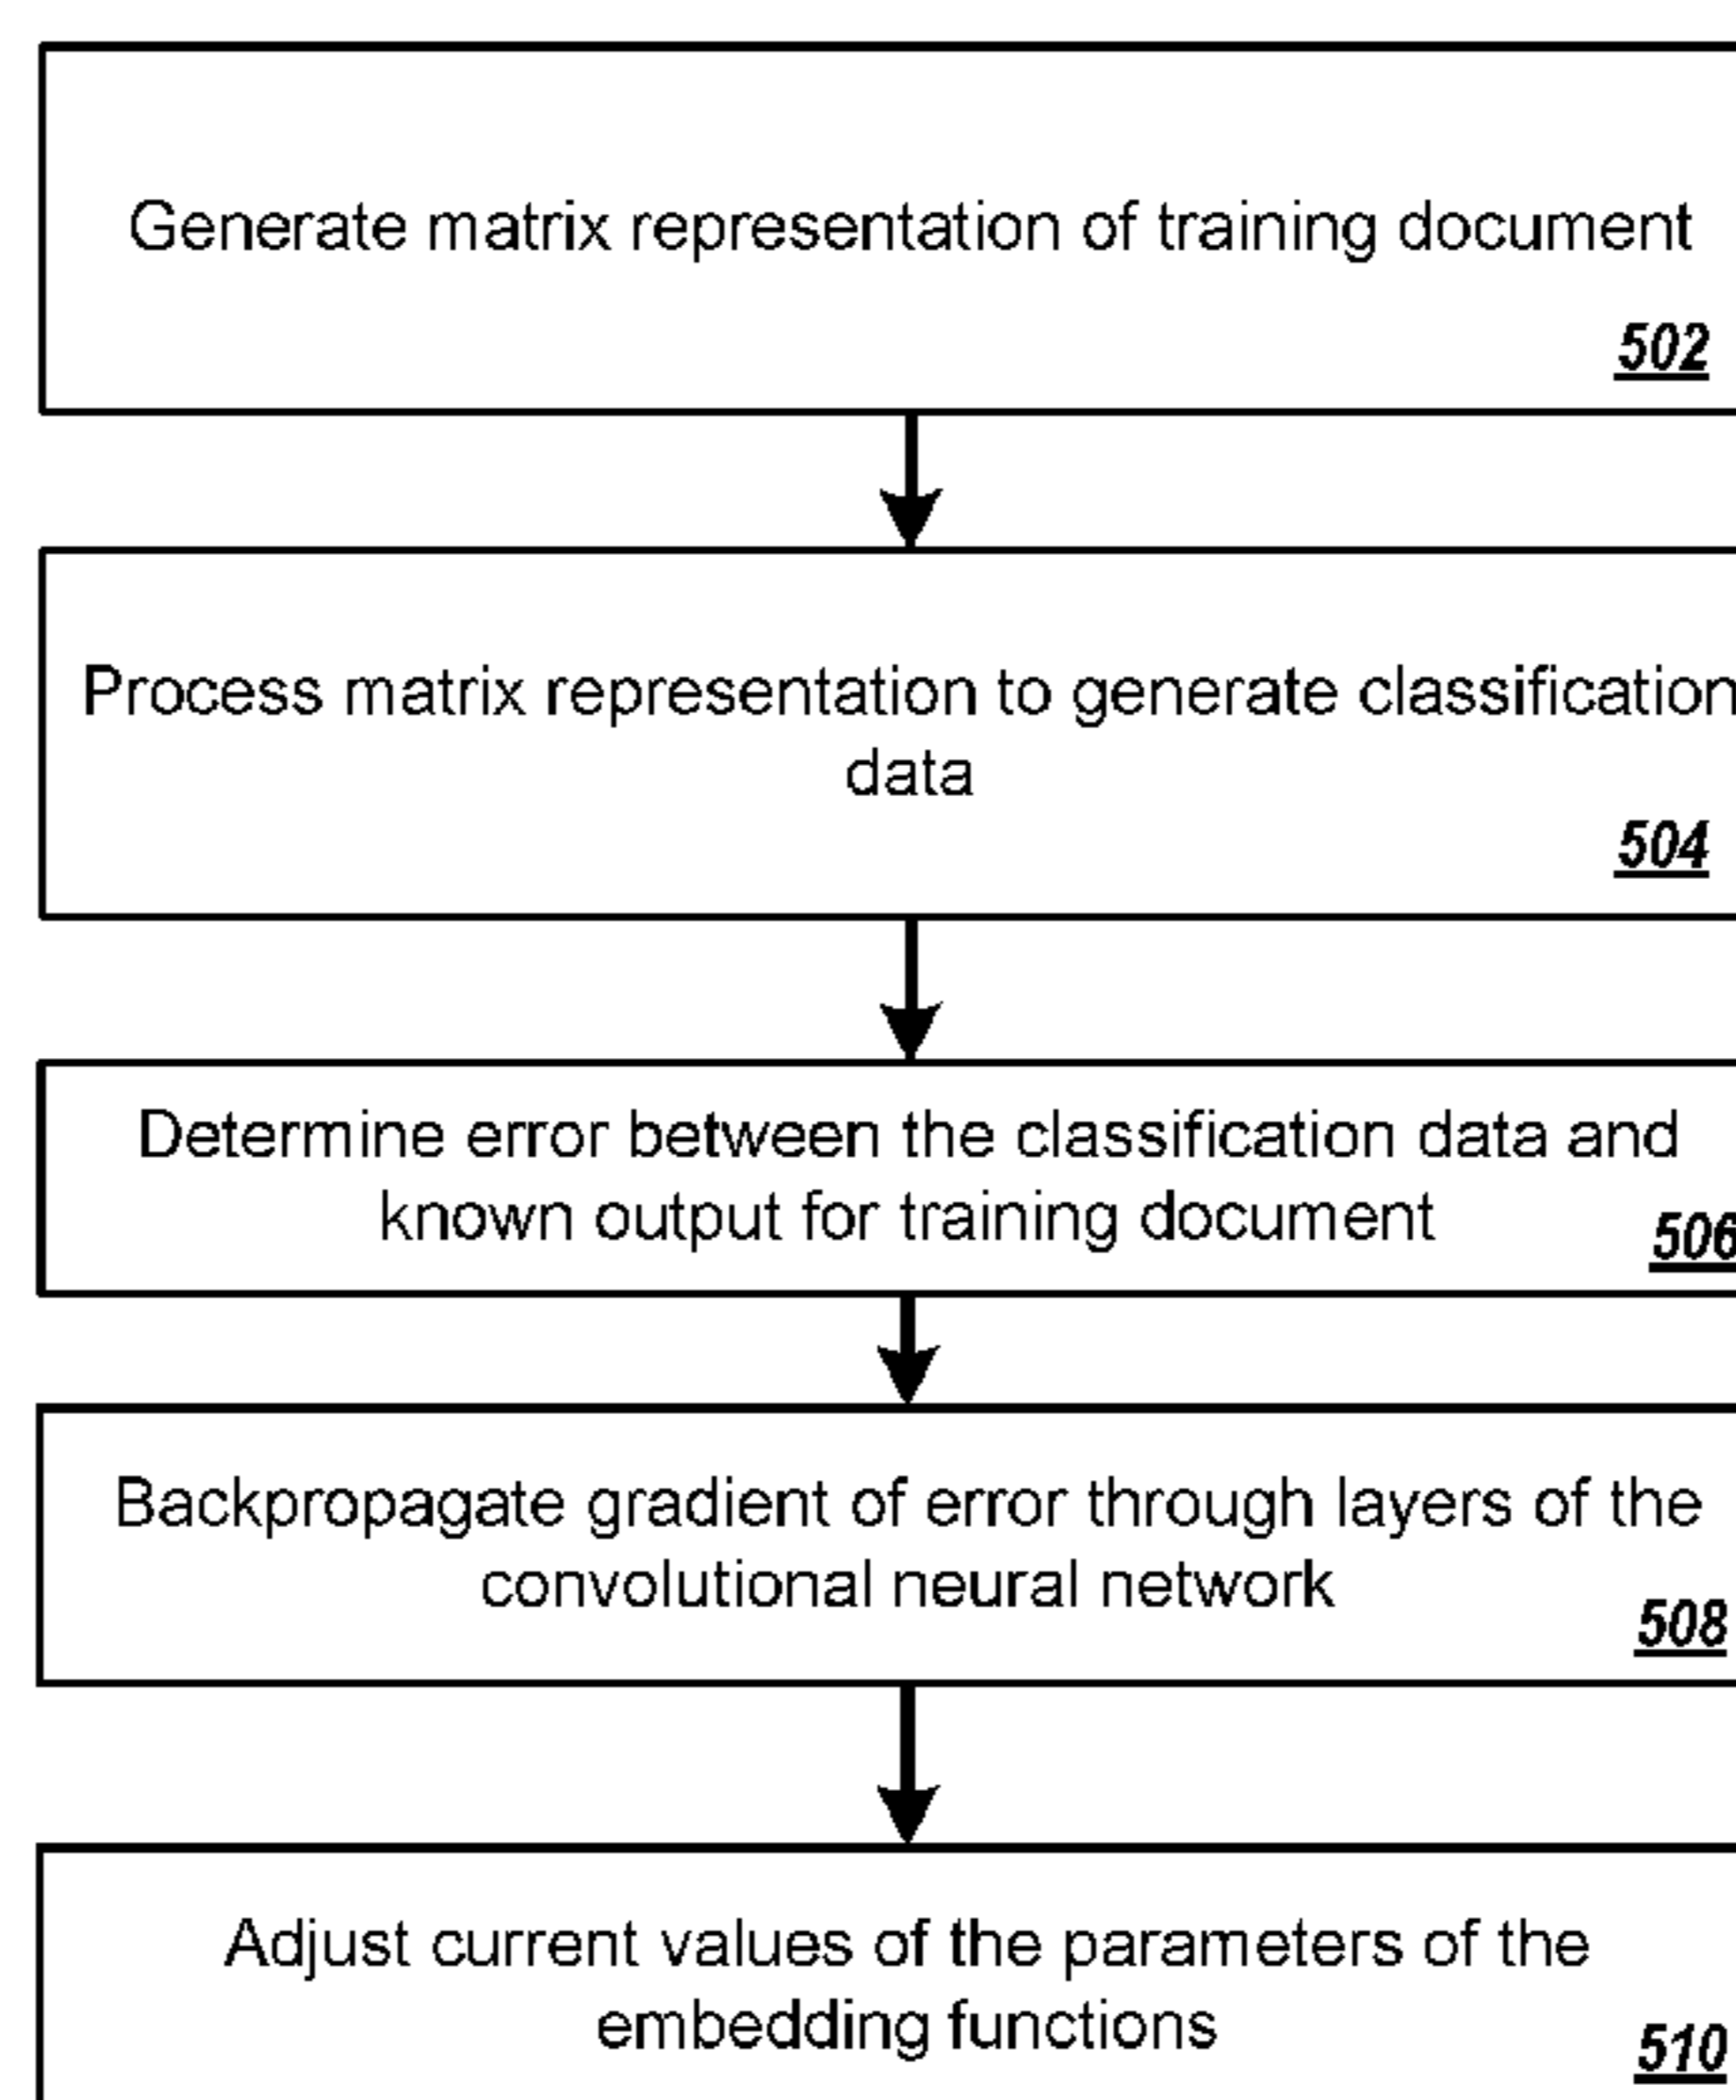 Generate matrix representation of training document
502
Process matrix representation to generate classification
data
504
Determine error between the classification data and
known output for training document
506
Backpropagate gradient of error through layers of the
convolutional neural network
508
Adjust current values of the parameters of the
embedding functions
510